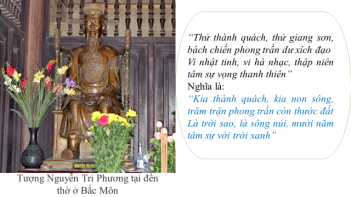 “Thử thành quách, thử giang sơn,
bách chiến phong trần dư xích đạo
Vi nhật tinh, vi hà nhạc, thập niên
tâm sự vọng thanh thiên”
Nghĩa là:
“Kia thành quách, kia non sông,
trăm trận phong trần còn thước đất
Là trời sao, là sông núi, mười năm
tâm sự với trời xanh”
Tượng Nguyễn Tri Phương tại đền
thờ ở Bắc Môn